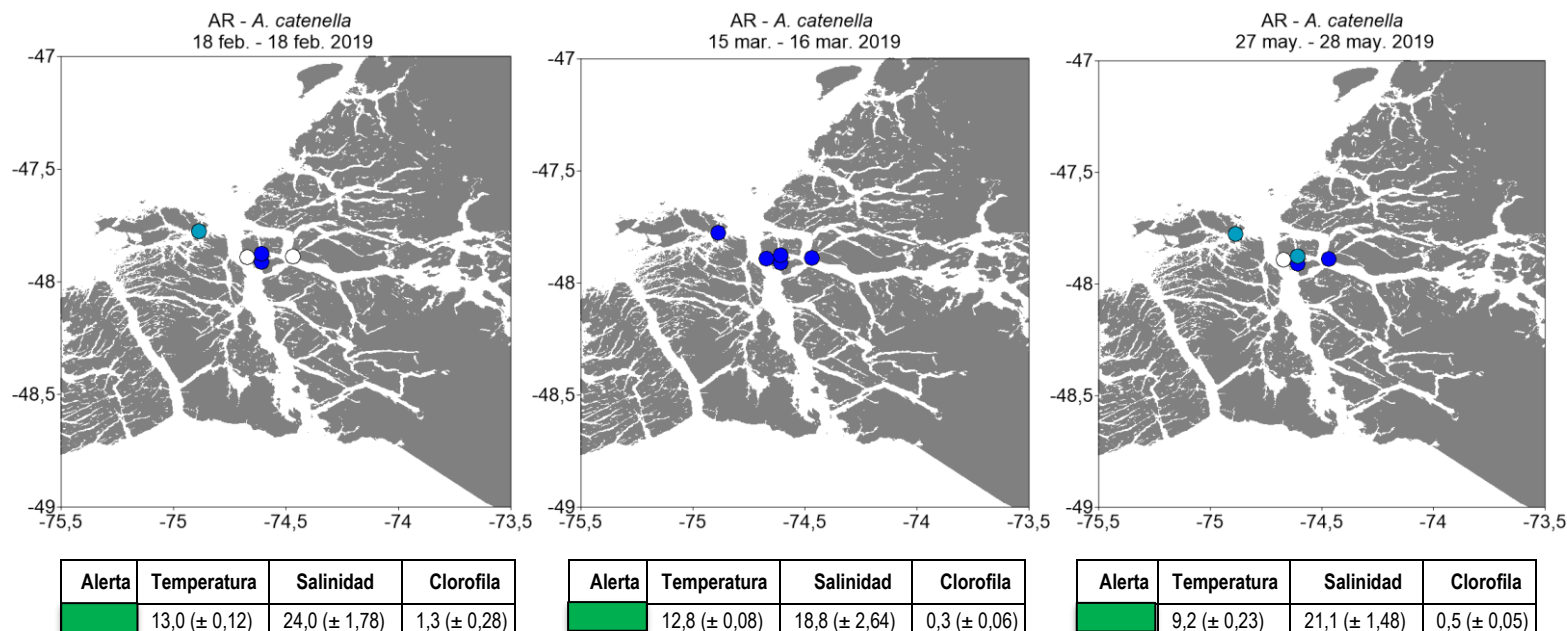 AR - A. catenella
18 feb. - 18 feb. 2019
-47
-47,5
-48
-48,5
-49
-75,5
-75
-74,5
-74
-73,5
Alerta Temperatura Salinidad Clorofila
13,0 (± 0,12) 24,0 (± 1,78) 1,3 (± 0,28)
AR - A. catenella
15 mar. - 16 mar. 2019
-47
-47,5
-48
-48,5
-49
-75,5
-75
-74,5
-74
-73,5
Alerta Temperatura Salinidad Clorofila
12,8 (± 0,08) 18,8 (± 2,64) 0,3 (± 0,06)
AR - A. catenella
27 may. - 28 may. 2019
-47
-47,5
-48
-48,5
-49
-75,5
-75
-74,5
-74
-73,5
Alerta Temperatura Salinidad Clorofila
9,2 (± 0,23) 21,1 (± 1,48) 0,5 (± 0,05)